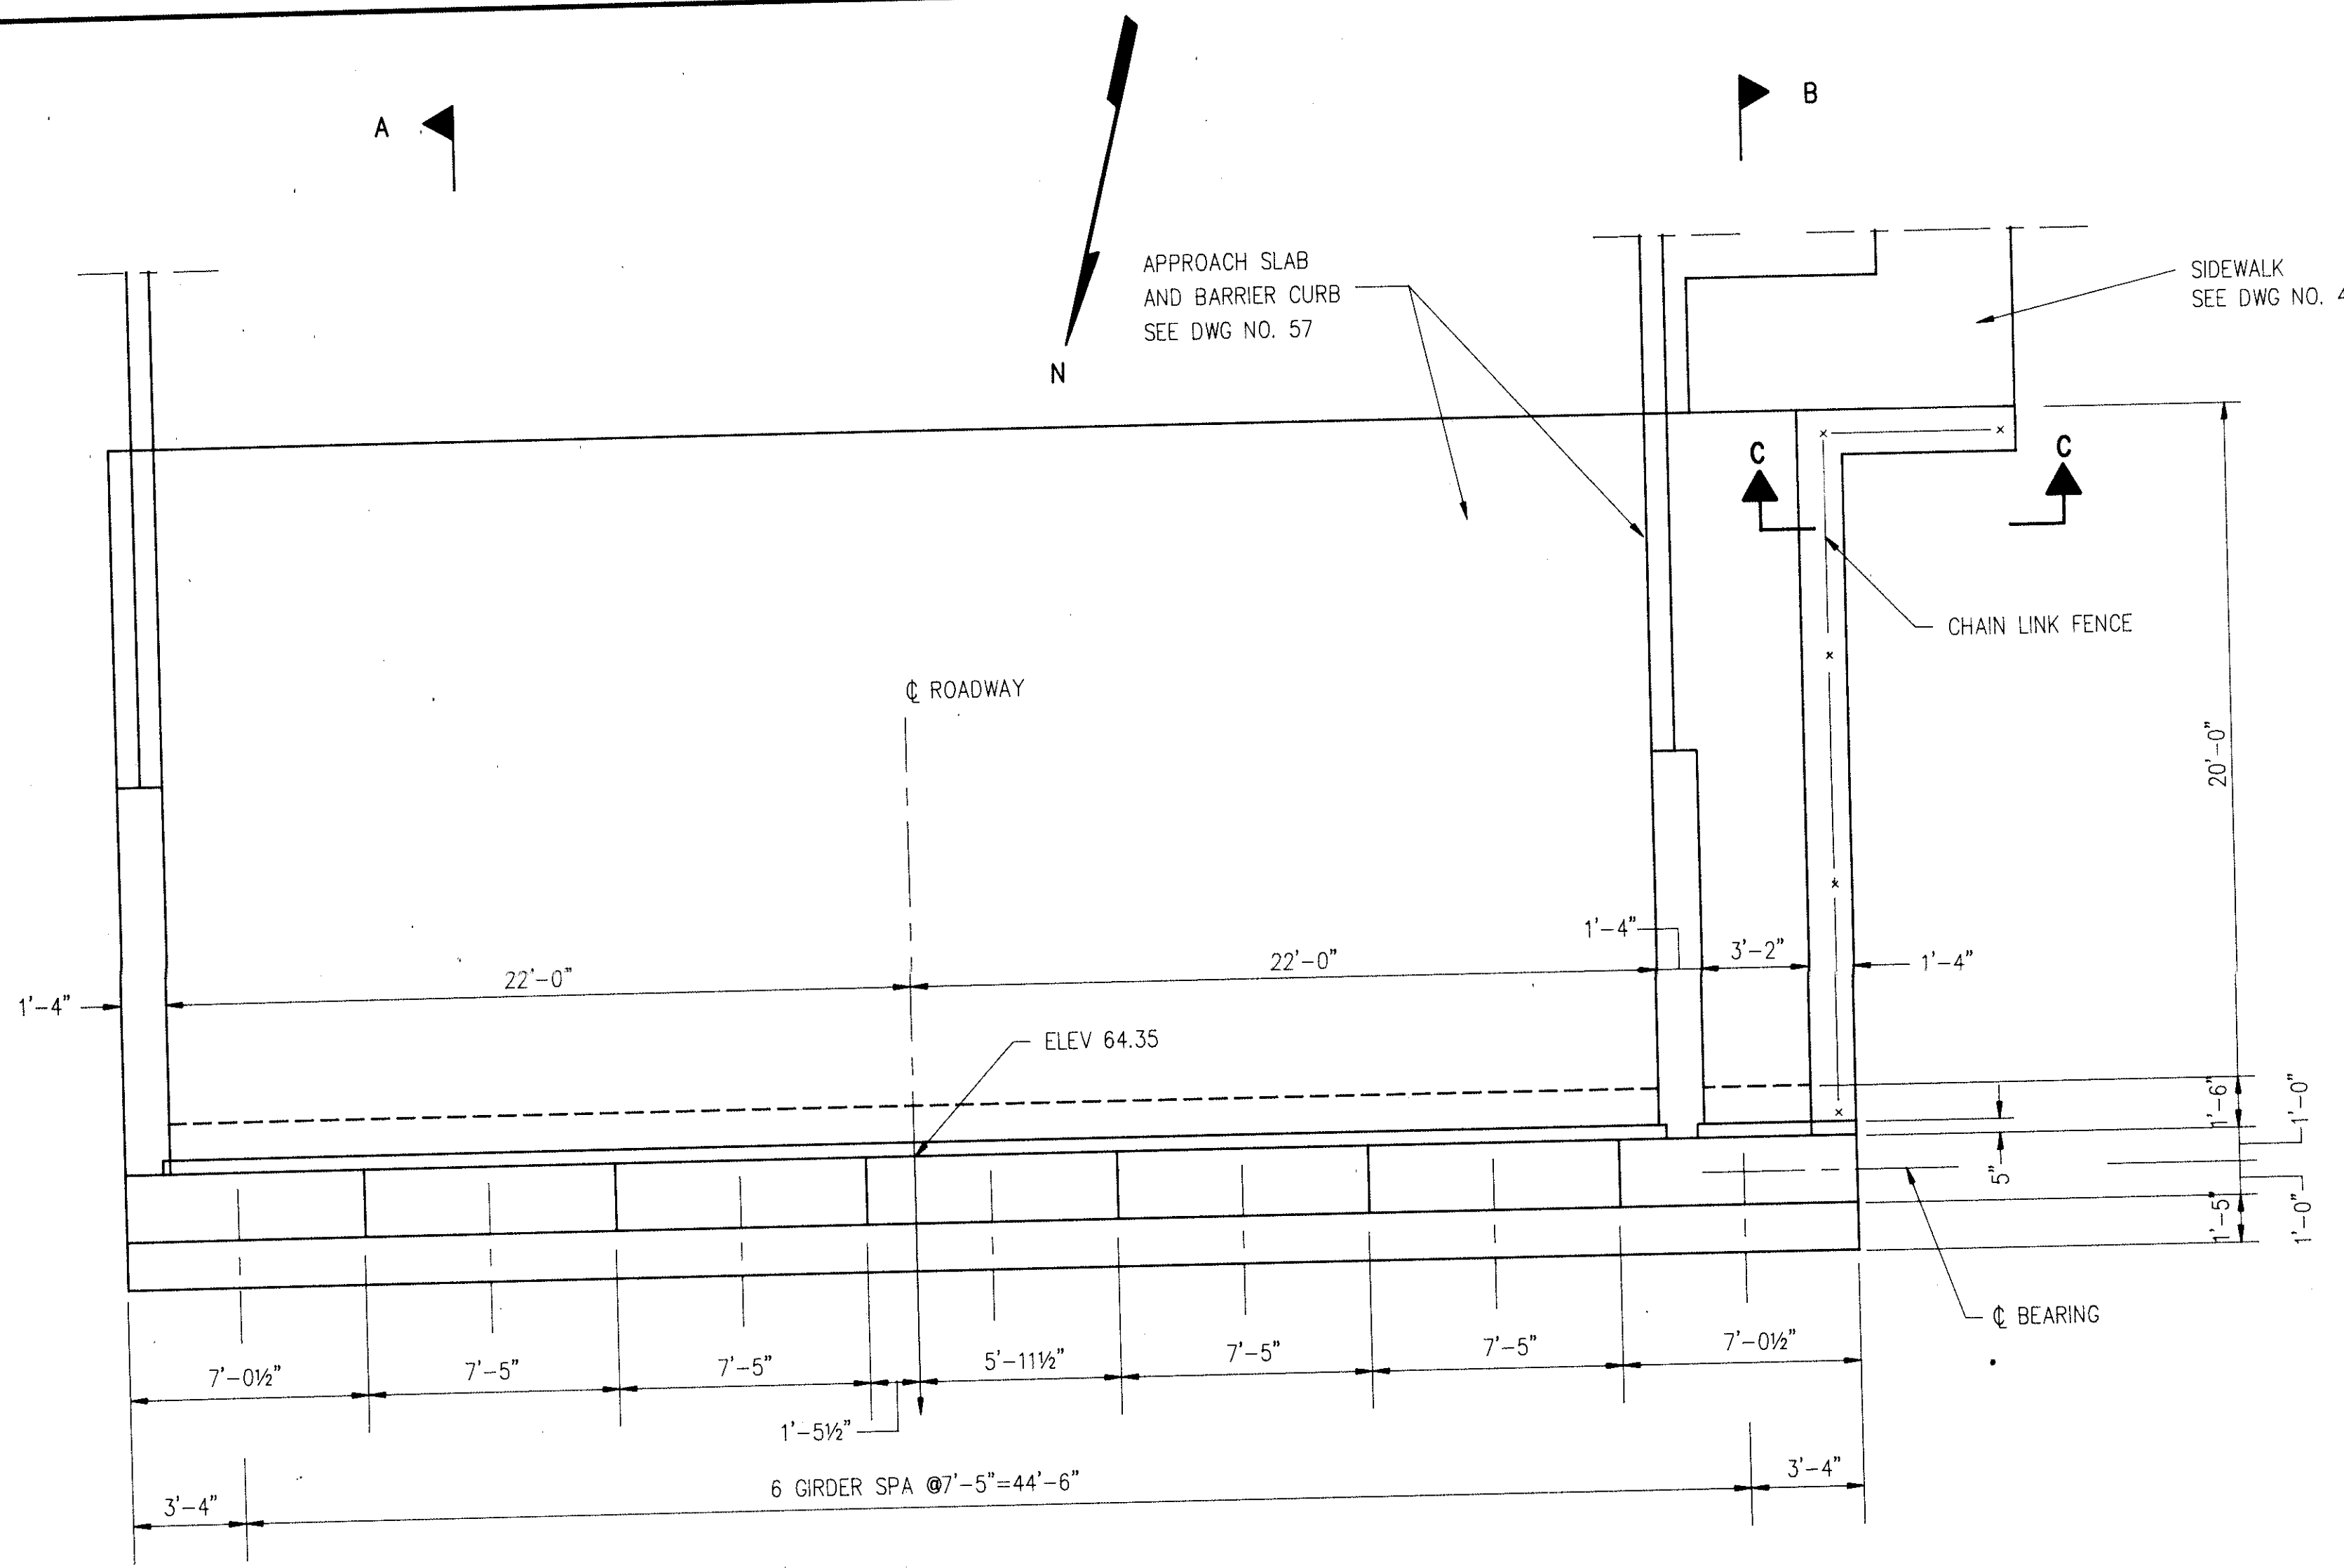 A
B
N
APPROACH SLAB
AND BARRIER CURB
SEE DWG NO. 57
SIDEWALK
SEE DWG NO. 4
C
C
CHAIN LINK FENCE
℄ ROADWAY
20'-0"
1'-4"
22'-0"
22'-0"
1'-4"
3'-2"
1'-4"
ELEV 64.35
1'-6"
1'-0"
5"
1'-5"
1'-0"
℄ BEARING
7'-0½"
7'-5"
7'-5"
1'-5½"
5'-11½"
7'-5"
7'-5"
7'-0½"
3'-4"
6 GIRDER SPA @7'-5"=44'-6"
3'-4"